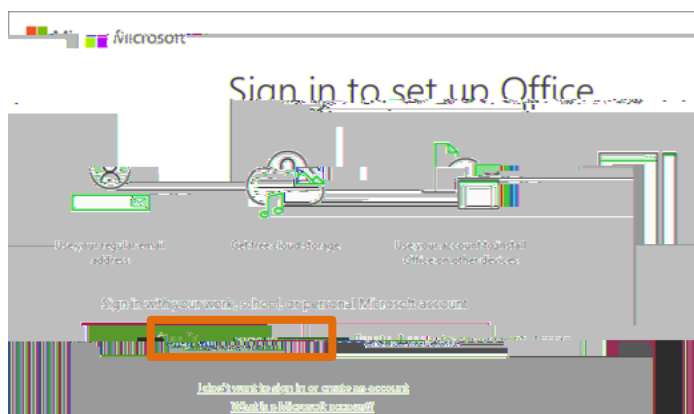 Microsoft
Sign in to set up Office
Use your regular email
address
Get free cloud storage
Use your account to install
Office on other devices
Sign in with your work, school, or personal Microsoft account
I don't want to sign in or create an account
What is a Microsoft account?